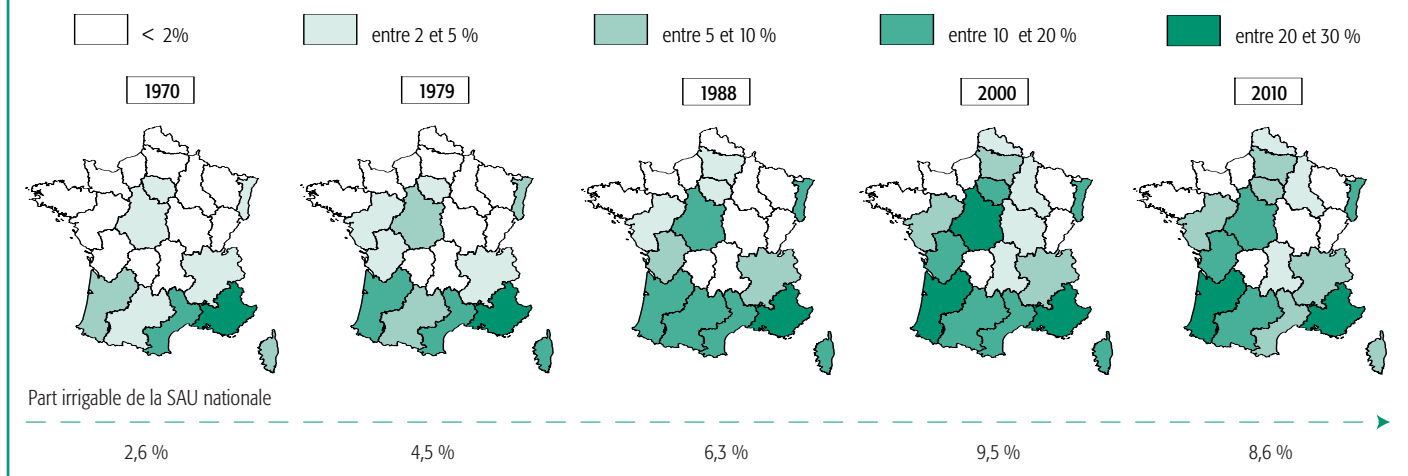 < 2% entre 2 et 5 % entre 5 et 10 % entre 10 et 20 % entre 20 et 30 %
1970 1979 1988 2000 2010
Part irrigable de la SAU nationale
2,6 % 4,5 % 6,3 % 9,5 % 8,6 %